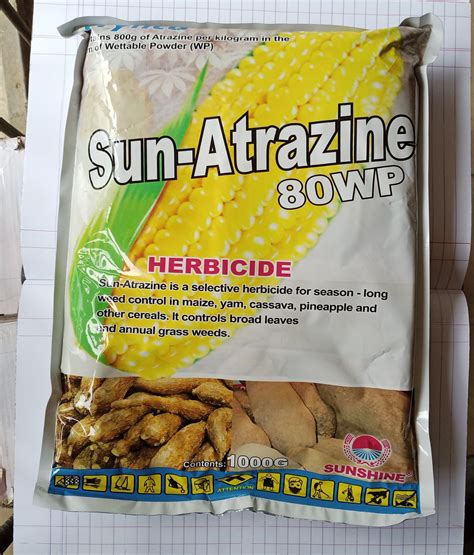 800g of Atrazine per kilogram in the
of Wettable Powder (WP)
Sun-Atrazine
80WP
HERBICIDE
Sun-Atrazine is a selective herbicide for season - long
weed control in maize, yam, cassava, pineapple and
other cereals. It controls broad leaves
and annual grass weeds.
Contents: 1000G
SUNSHINE
ATTENTION